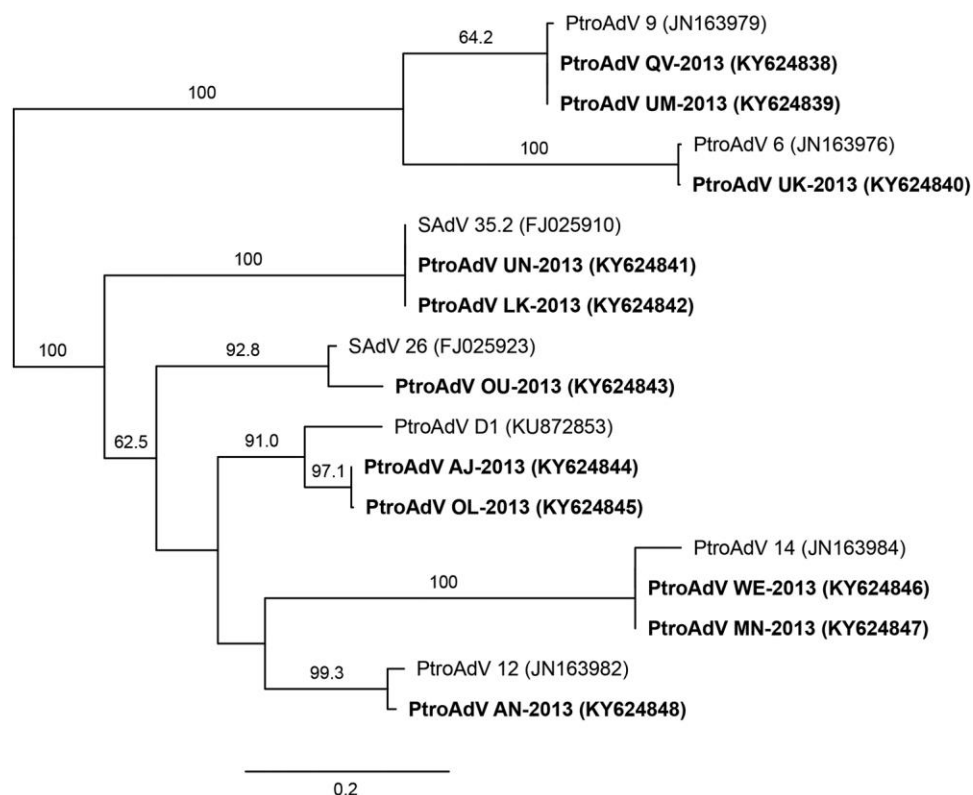 PtroAdV 9 (JN163979)
64.2
PtroAdV QV-2013 (KY624838)
100
PtroAdV UM-2013 (KY624839)
PtroAdV 6 (JN163976)
100
PtroAdV UK-2013 (KY624840)
SAdV 35.2 (FJ025910)
100
PtroAdV UN-2013 (KY624841)
PtroAdV LK-2013 (KY624842)
100
92.8
SAdV 26 (FJ025923)
PtroAdV OU-2013 (KY624843)
PtroAdV D1 (KU872853)
62.5
91.0
97.1
PtroAdV AJ-2013 (KY624844)
PtroAdV OL-2013 (KY624845)
PtroAdV 14 (JN163984)
100
PtroAdV WE-2013 (KY624846)
PtroAdV MN-2013 (KY624847)
PtroAdV 12 (JN163982)
99.3
PtroAdV AN-2013 (KY624848)
0.2